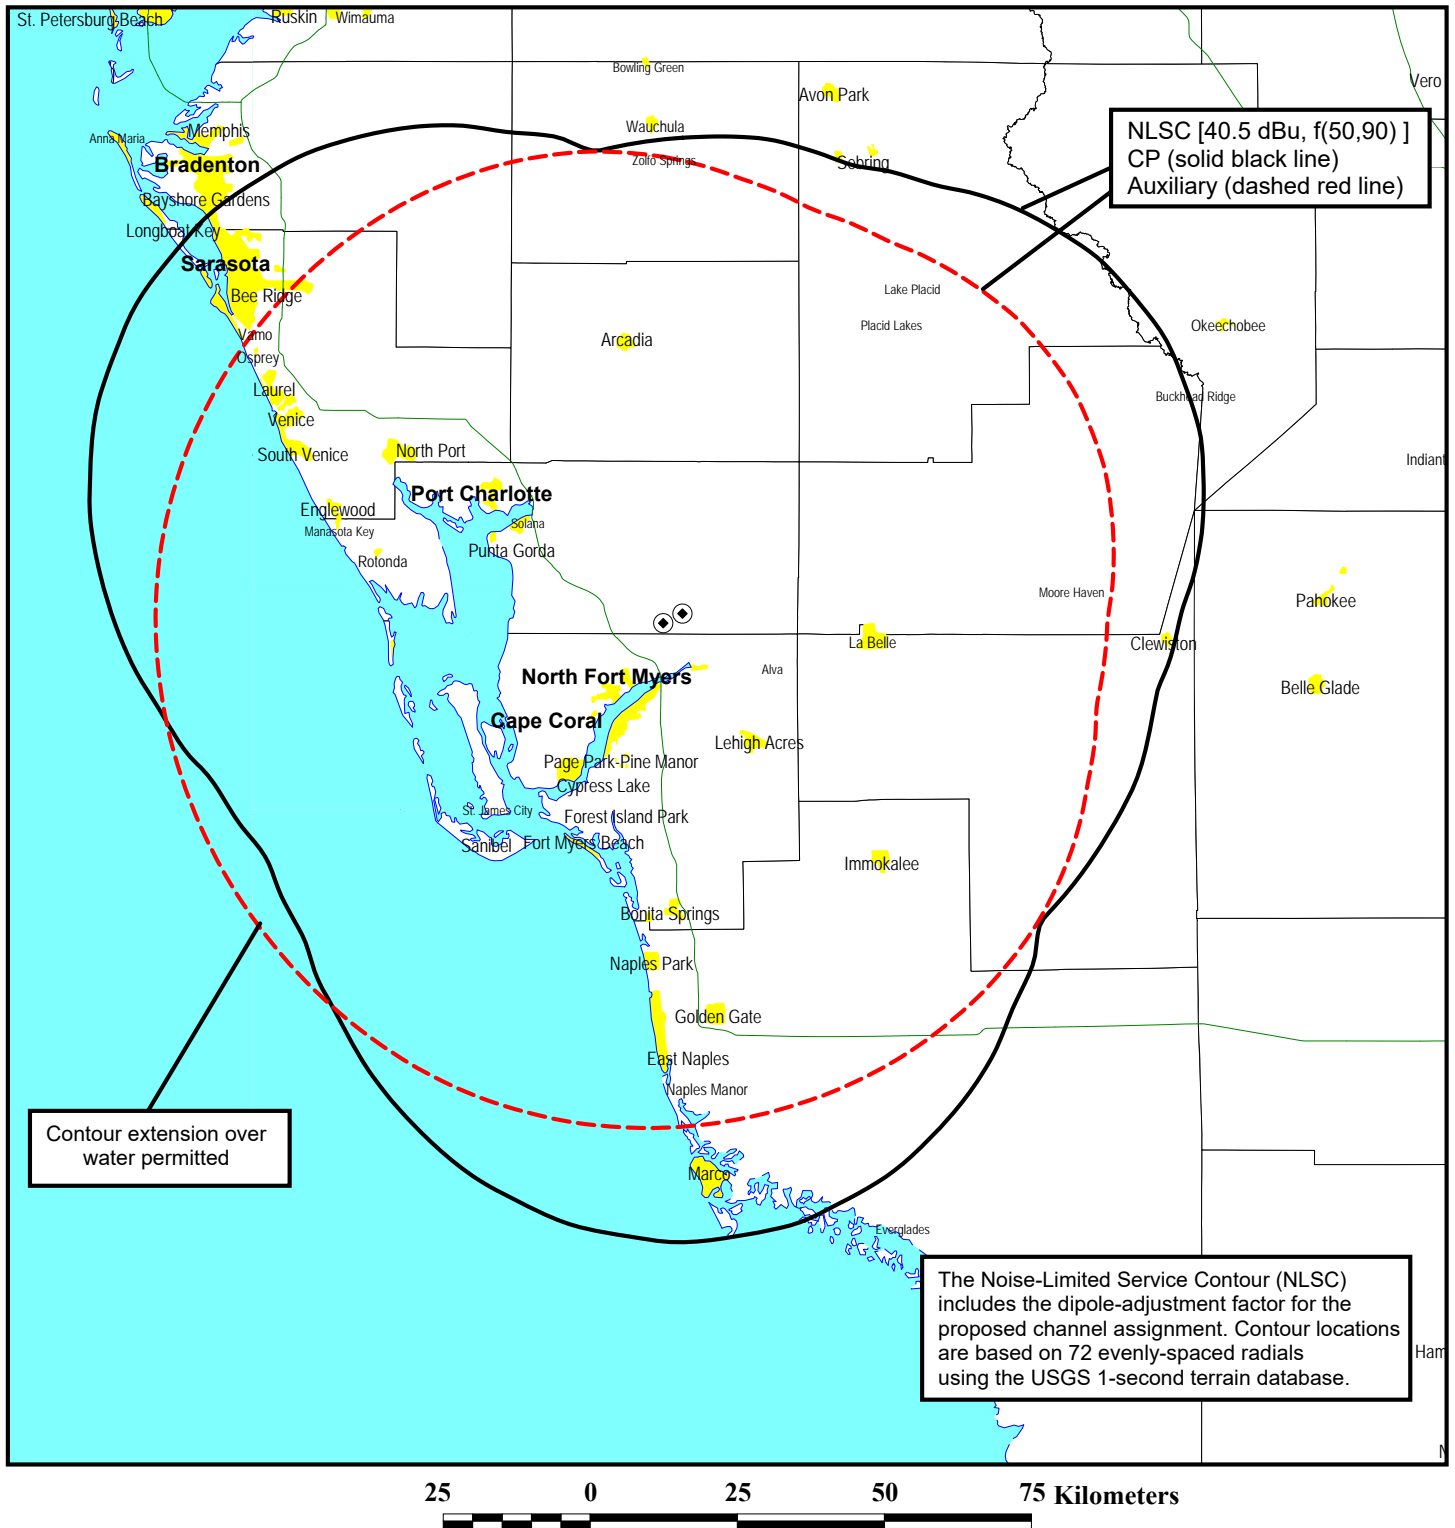 St. Petersburg Beach
Ruskin
Wimauma
Bowling Green
Avon Park
Vero
Anna Maria
Memphis
Wauchula
NLSC [40.5 dBu, f(50,90) ]
CP (solid black line)
Auxiliary (dashed red line)
Bradenton
Zolfo Springs
Sebring
Bayshore Gardens
Longboat Key
Sarasota
Bee Ridge
Lake Placid
Placid Lakes
Okeechobee
Vamo
Arcadia
Osprey
Laurel
Buckhead Ridge
Venice
South Venice
North Port
Indiant
Port Charlotte
Englewood
Solana
Manasota Key
Punta Gorda
Rotonda
Moore Haven
Pahokee
La Belle
Clewiston
North Fort Myers
Alva
Belle Glade
Cape Coral
Lehigh Acres
Page Park-Pine Manor
Cypress Lake
St. James City
Forest Island Park
Sanibel
Fort Myers Beach
Immokalee
Bonita Springs
Naples Park
Golden Gate
East Naples
Naples Manor
Contour extension over
water permitted
Marco
Everglades
The Noise-Limited Service Contour (NLSC)
includes the dipole-adjustment factor for the
proposed channel assignment. Contour locations
are based on 72 evenly-spaced radials
using the USGS 1-second terrain database.
Ham
25 0 25 50 75 Kilometers